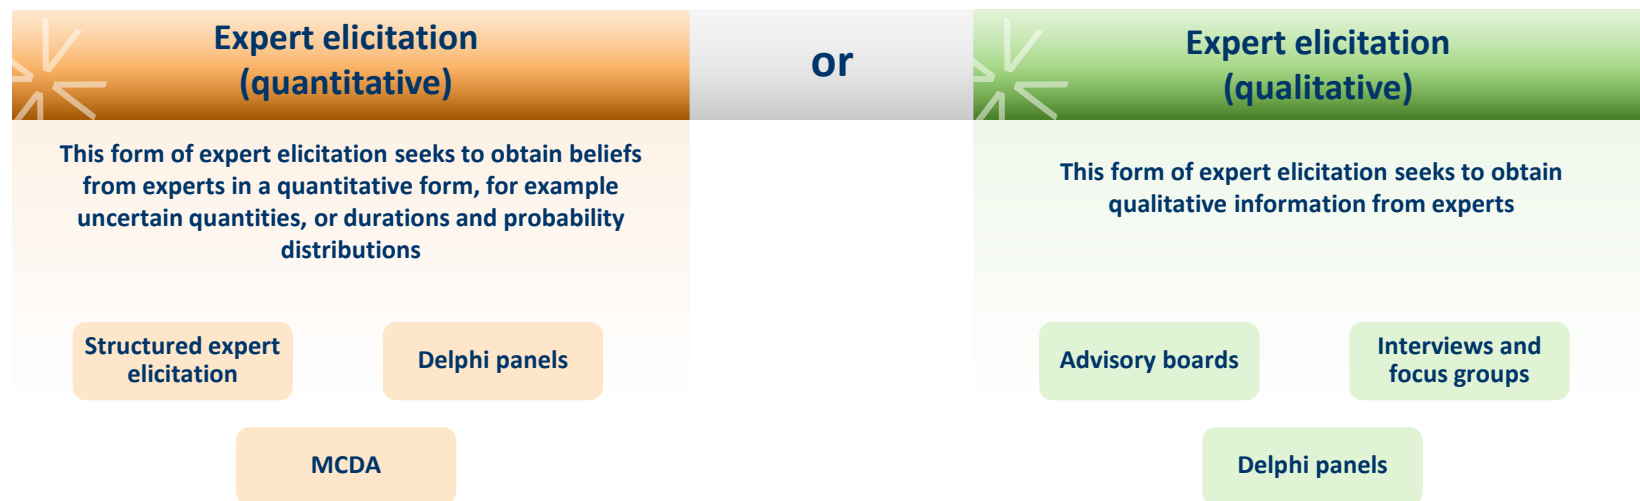 Expert elicitation
(quantitative)
or
Expert elicitation
(qualitative)
This form of expert elicitation seeks to obtain beliefs
from experts in a quantitative form, for example
uncertain quantities, or durations and probability
distributions
This form of expert elicitation seeks to obtain
qualitative information from experts
Structured expert
elicitation
Delphi panels
MCDA
Advisory boards
Interviews and
focus groups
Delphi panels